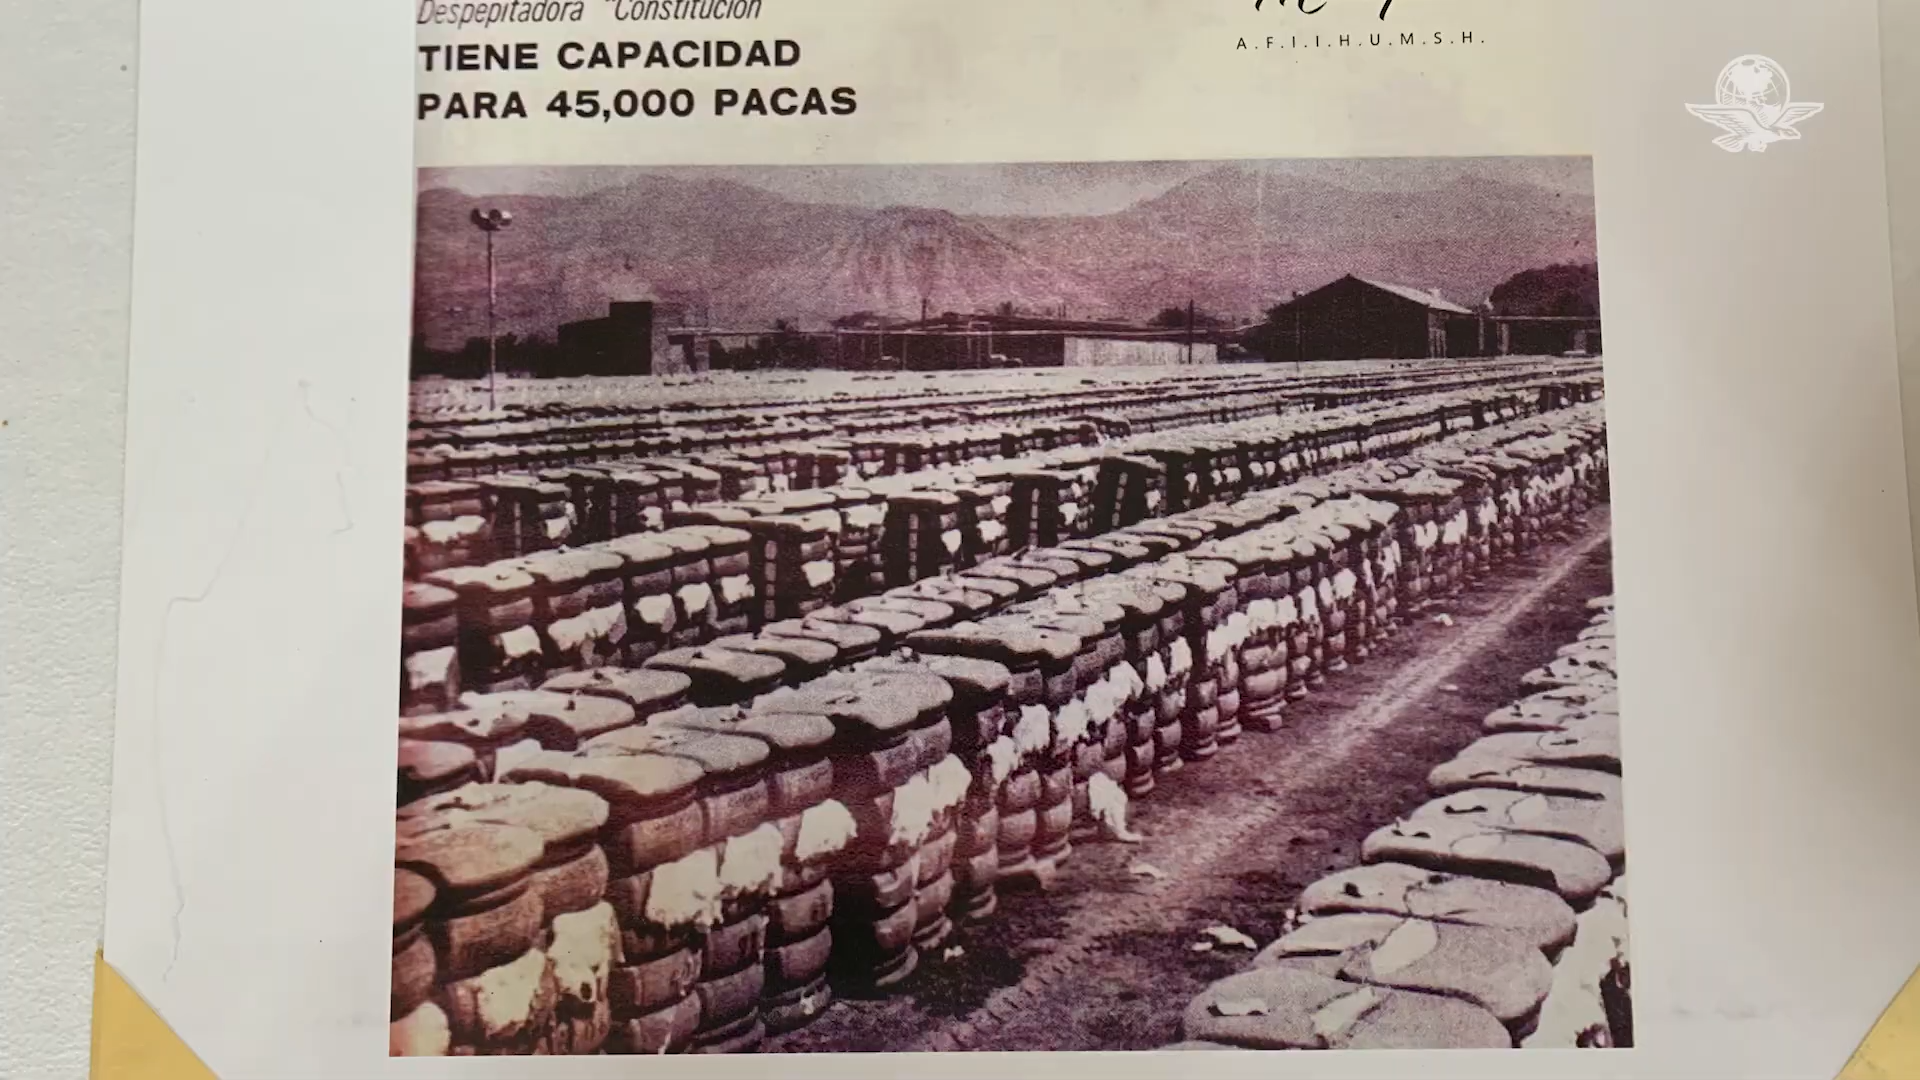 Despepitadora "Constitución
TIENE CAPACIDAD
PARA 45,000 PACAS
A.F.I.I.H.U.M.S.H.